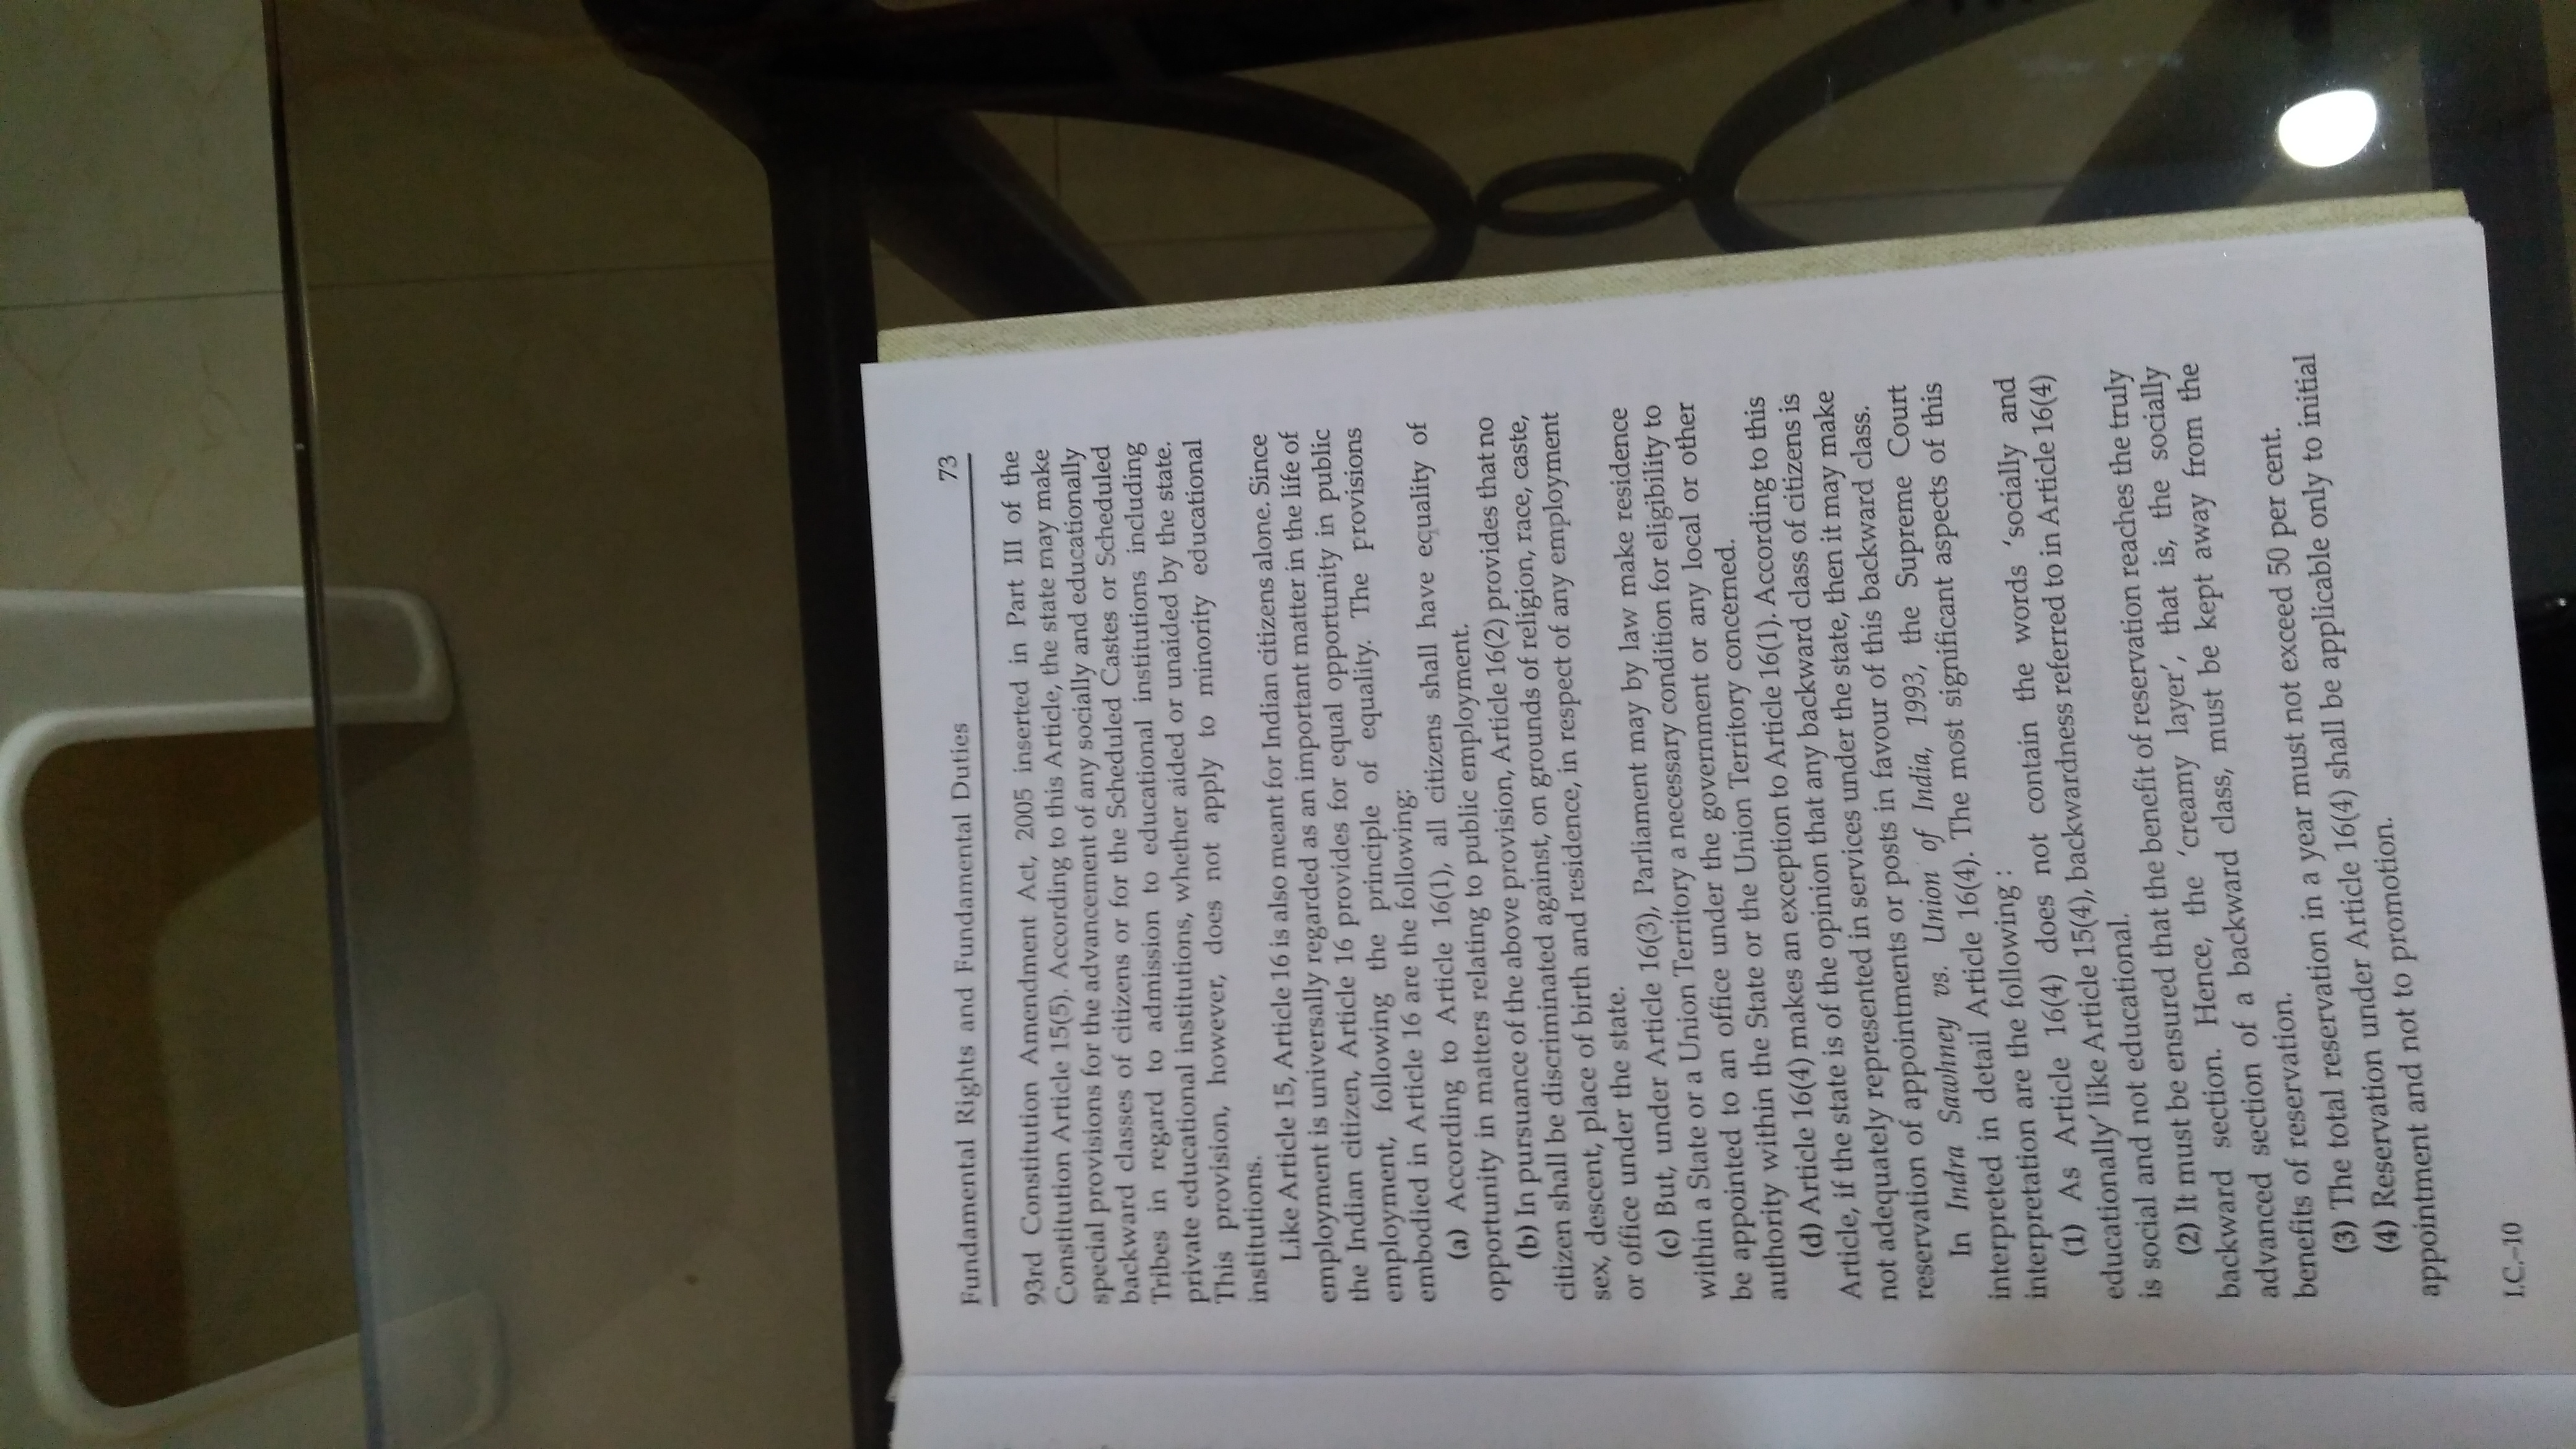 Fundamental Rights and Fundamental Duties 73
93rd Constitution Amendment Act, 2005 inserted in Part III of the
Constitution Article 15(5). According to this Article, the state may make
special provisions for the advancement of any socially and educationally
backward classes of citizens or for the Scheduled Castes or Scheduled
Tribes in regard to admission to educational institutions including
private educational institutions, whether aided or unaided by the state.
This provision, however, does not apply to minority educational
institutions.
Like Article 15, Article 16 is also meant for Indian citizens alone. Since
employment is universally regarded as an important matter in the life of
the Indian citizen, Article 16 provides for equal opportunity in public
employment, following the principle of equality. The provisions
embodied in Article 16 are the following:
(a) According to Article 16(1), all citizens shall have equality of
opportunity in matters relating to public employment.
(b) In pursuance of the above provision, Article 16(2) provides that no
citizen shall be discriminated against, on grounds of religion, race, caste,
sex, descent, place of birth and residence, in respect of any employment
or office under the state.
(c) But, under Article 16(3), Parliament may by law make residence
within a State or a Union Territory a necessary condition for eligibility to
be appointed to an office under the government or any local or other
authority within the State or the Union Territory concerned.
(d) Article 16(4) makes an exception to Article 16(1). According to this
Article, if the state is of the opinion that any backward class of citizens is
not adequately represented in services under the state, then it may make
reservation of appointments or posts in favour of this backward class.
In Indra Sawhney vs. Union of India, 1993, the Supreme Court
interpreted in detail Article 16(4). The most significant aspects of this
interpretation are the following :
(1) As Article 16(4) does not contain the words 'socially and
educationally' like Article 15(4), backwardness referred to in Article 16(4)
is social and not educational.
(2) It must be ensured that the benefit of reservation reaches the truly
backward section. Hence, the 'creamy layer', that is, the socially
advanced section of a backward class, must be kept away from the
benefits of reservation.
(3) The total reservation in a year must not exceed 50 per cent.
(4) Reservation under Article 16(4) shall be applicable only to initial
appointment and not to promotion.
I.C.–10